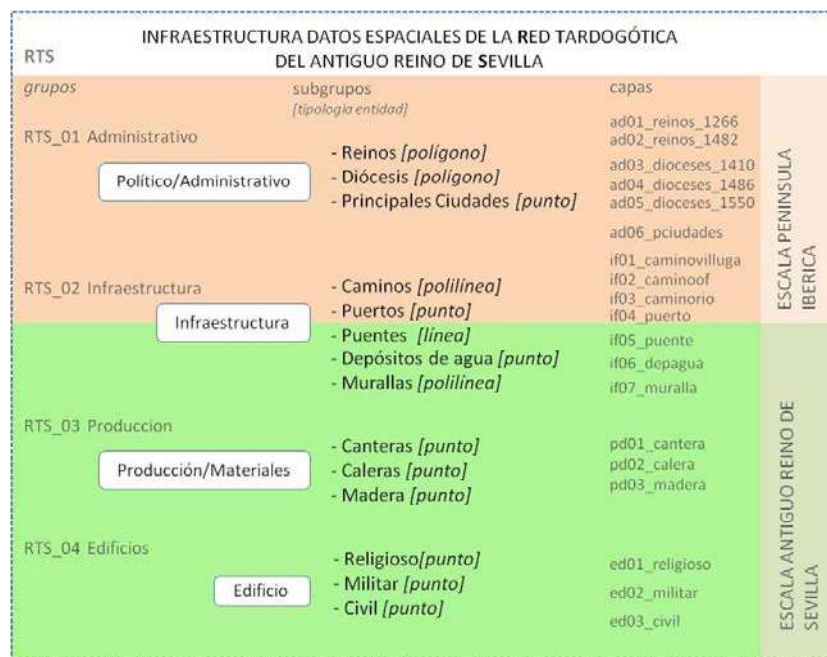 INFRAESTRUCTURA DATOS ESPACIALES DE LA RED TARDOGÓTICA
DEL ANTIGUO REINO DE SEVILLA
RTS
grupos
subgrupos
[tipología entidad]
capas
RTS_01 Administrativo
Político/Administrativo
- Reinos [polígono]
- Diócesis [polígono]
- Principales Ciudades [punto]
ad01_reinos_1266
ad02_reinos_1482
ad03_dioceses_1410
ad04_dioceses_1486
ad05_dioceses_1550
ad06_pciudades
RTS_02 Infraestructura
Infraestructura
- Caminos [polilínea]
- Puertos [punto]
- Puentes [línea]
- Depósitos de agua [punto]
- Murallas [polilínea]
if01_caminovilluga
if02_caminoof
if03_caminorio
if04_puerto
if05_puente
if06_depagua
if07_muralla
RTS_03 Produccion
Producción/Materiales
- Canteras [punto]
- Caleras [punto]
- Madera [punto]
pd01_cantera
pd02_calera
pd03_madera
RTS_04 Edificios
Edificio
- Religioso[punto]
- Militar [punto]
- Civil [punto]
ed01_religioso
ed02_militar
ed03_civil
ESCALA PENINSULA
IBERICA
ESCALA ANTIGUO REINO DE
SEVILLA